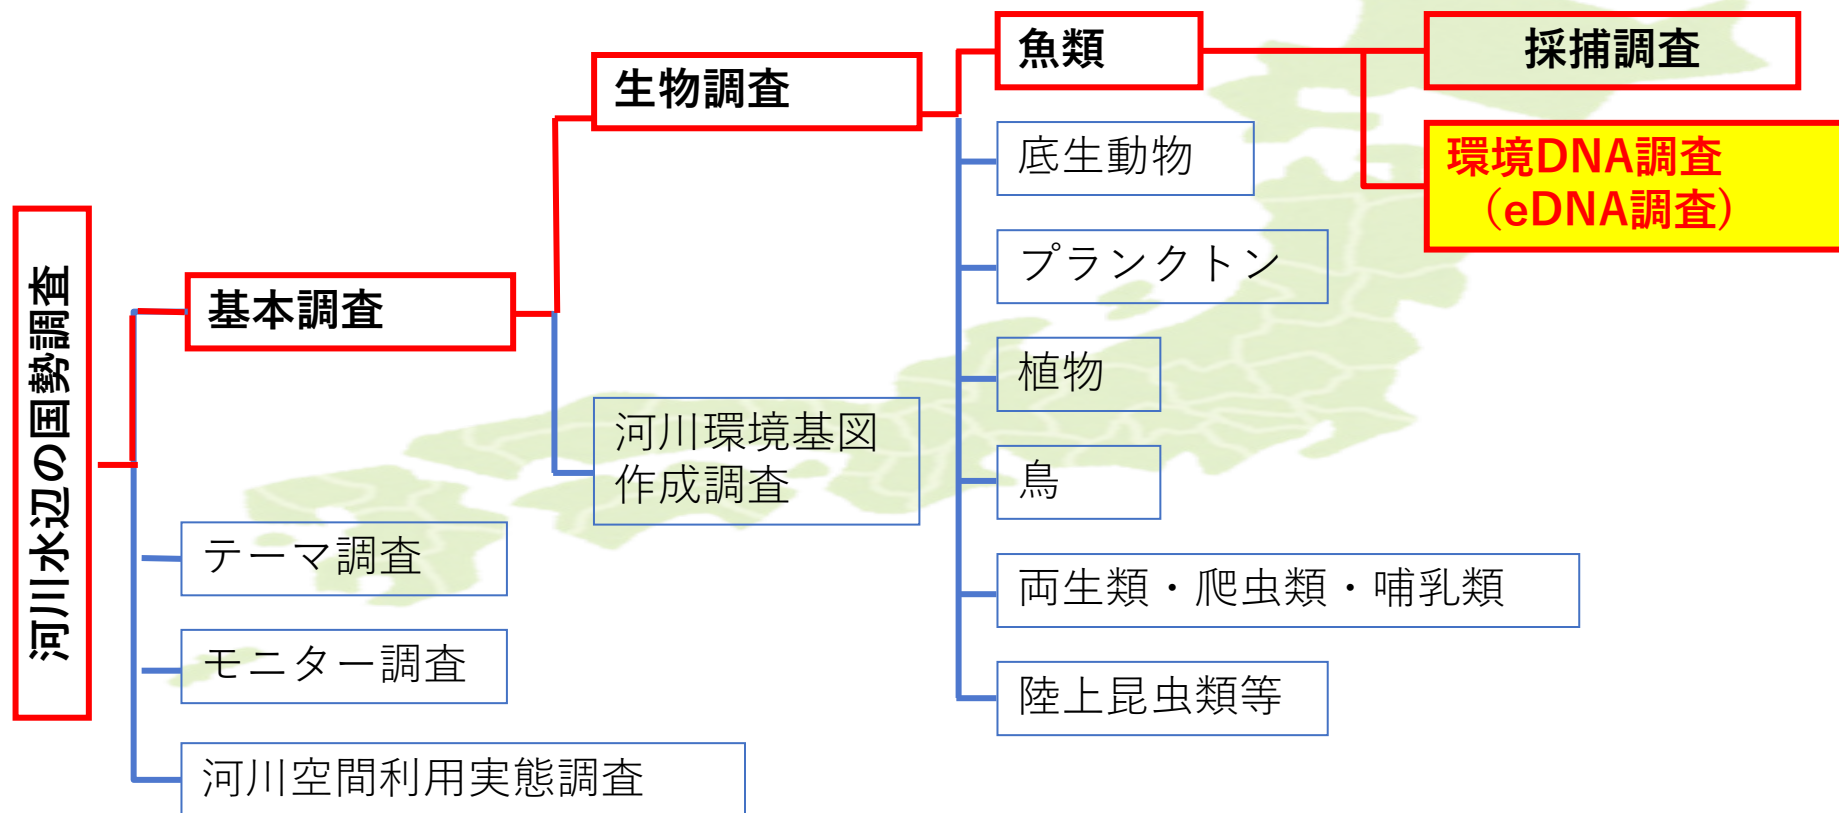 河川水辺の国勢調査
基本調査
テーマ調査
モニター調査
河川空間利用実態調査
生物調査
河川環境基図
作成調査
魚類
底生動物
プランクトン
植物
鳥
両生類・爬虫類・哺乳類
陸上昆虫類等
採捕調査
環境DNA調査
（eDNA調査）